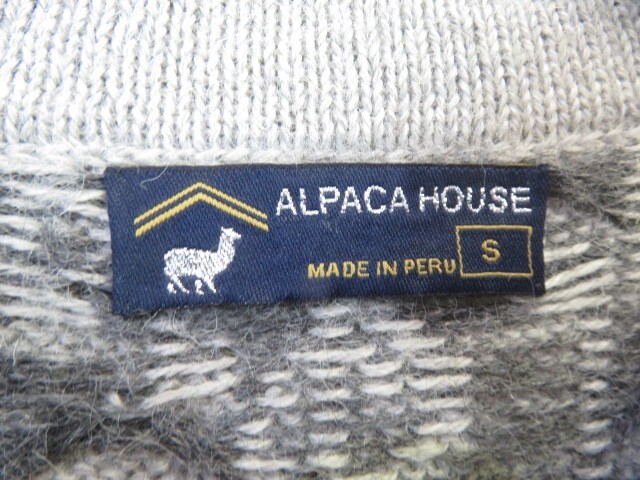 ALPACA HOUSE
MADE IN PERU S